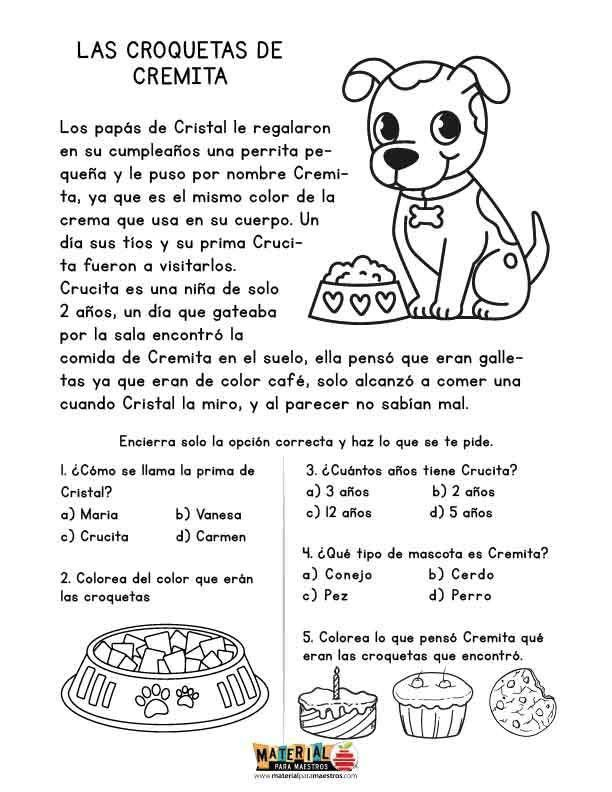 LAS CROQUETAS DE
CREMITA
Los papás de Cristal le regalaron
en su cumpleaños una perrita pe-
queña y le puso por nombre Cremi-
ta, ya que es el mismo color de la
crema que usa en su cuerpo. Un
día sus tíos y su prima Cruci-
ta fueron a visitarlos.
Crucita es una niña de solo
2 años, un día que gateaba
por la sala encontró la
comida de Cremita en el suelo, ella pensó que eran galle-
tas ya que eran de color café, solo alcanzó a comer una
cuando Cristal la miro, y al parecer no sabían mal.
Encierra solo la opción correcta y haz lo que se te pide.
1. ¿Cómo se llama la prima de
Cristal?
a) Maria b) Vanesa
c) Crucita d) Carmen
2. Colorea del color que erán
las croquetas
3. ¿Cuántos años tiene Crucita?
a) 3 años b) 2 años
c) 12 años d) 5 años
4. ¿Qué tipo de mascota es Cremita?
a) Conejo b) Cerdo
c) Pez d) Perro
5. Colorea lo que pensó Cremita qué
eran las croquetas que encontró.
MATERIAL
PARA MAESTROS
www.materialparamaestros.com